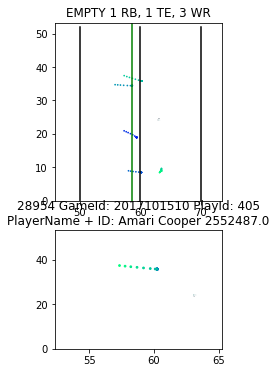 EMPTY 1 RB, 1 TE, 3 WR
50
40
30
20
10
0
50 60 70
28954 GameId: 2017101510 PlayId: 405
PlayerName + ID: Amari Cooper 2552487.0
40
20
0
55 60 65